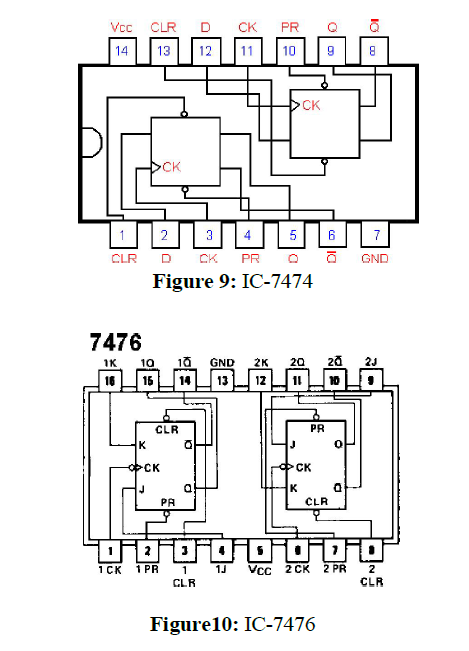 Vcc CLR D CK PR Q Q̅
14 13 12 11 10 9 8
CK
CK
1 2 3 4 5 6 7
CLR D CK PR Q Q̅ GND
Figure 9: IC-7474
7476
1K 1Q 1Q̅ GND 2K 2Q 2Q̅ 2J
16 15 14 13 12 11 10 9
CLR PR
K Q̅ J Q
CK CK
J Q K Q̅
PR CLR
1 2 3 4 5 6 7 8
1 CK 1 PR 1 1J VCC 2 CK 2 PR 2
CLR CLR
Figure10: IC-7476